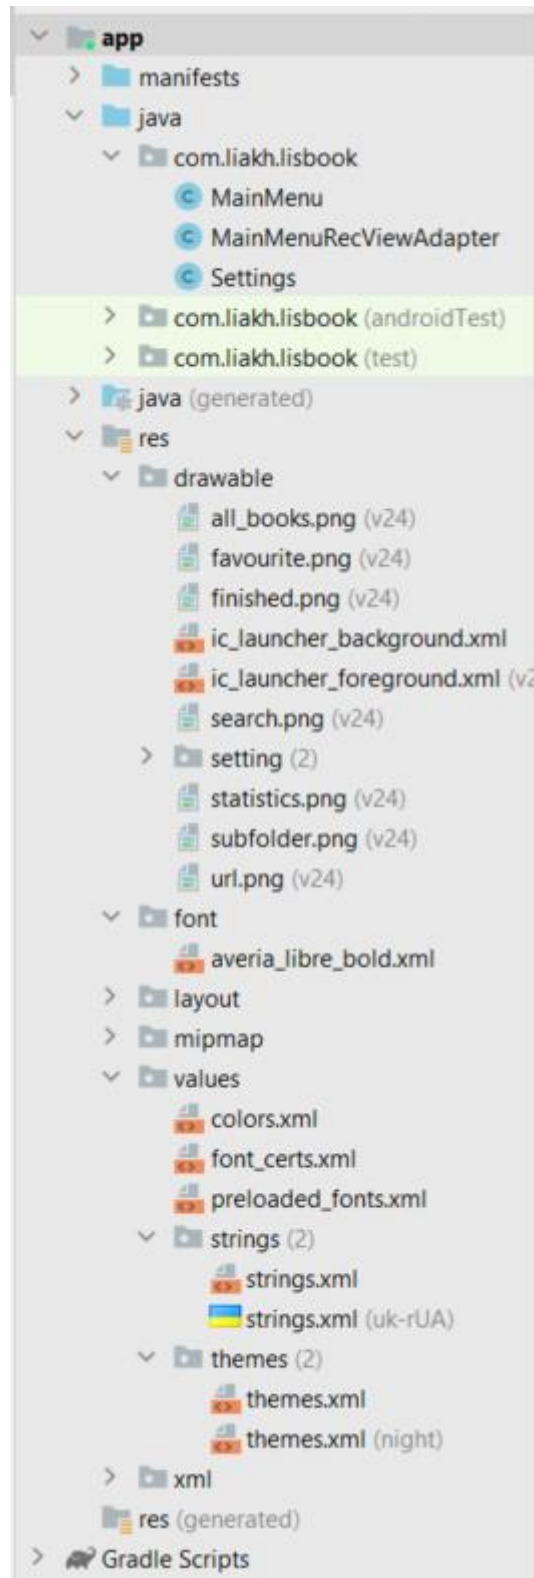 app
manifests
java
com.liakh.lisbook
MainMenu
MainMenuRecViewAdapter
Settings
com.liakh.lisbook (androidTest)
com.liakh.lisbook (test)
java (generated)
res
drawable
all_books.png (v24)
favourite.png (v24)
finished.png (v24)
ic_launcher_background.xml
ic_launcher_foreground.xml (v2
search.png (v24)
setting (2)
statistics.png (v24)
subfolder.png (v24)
url.png (v24)
font
averia_libre_bold.xml
layout
mipmap
values
colors.xml
font_certs.xml
preloaded_fonts.xml
strings (2)
strings.xml
strings.xml (uk-rUA)
themes (2)
themes.xml
themes.xml (night)
xml
res (generated)
Gradle Scripts